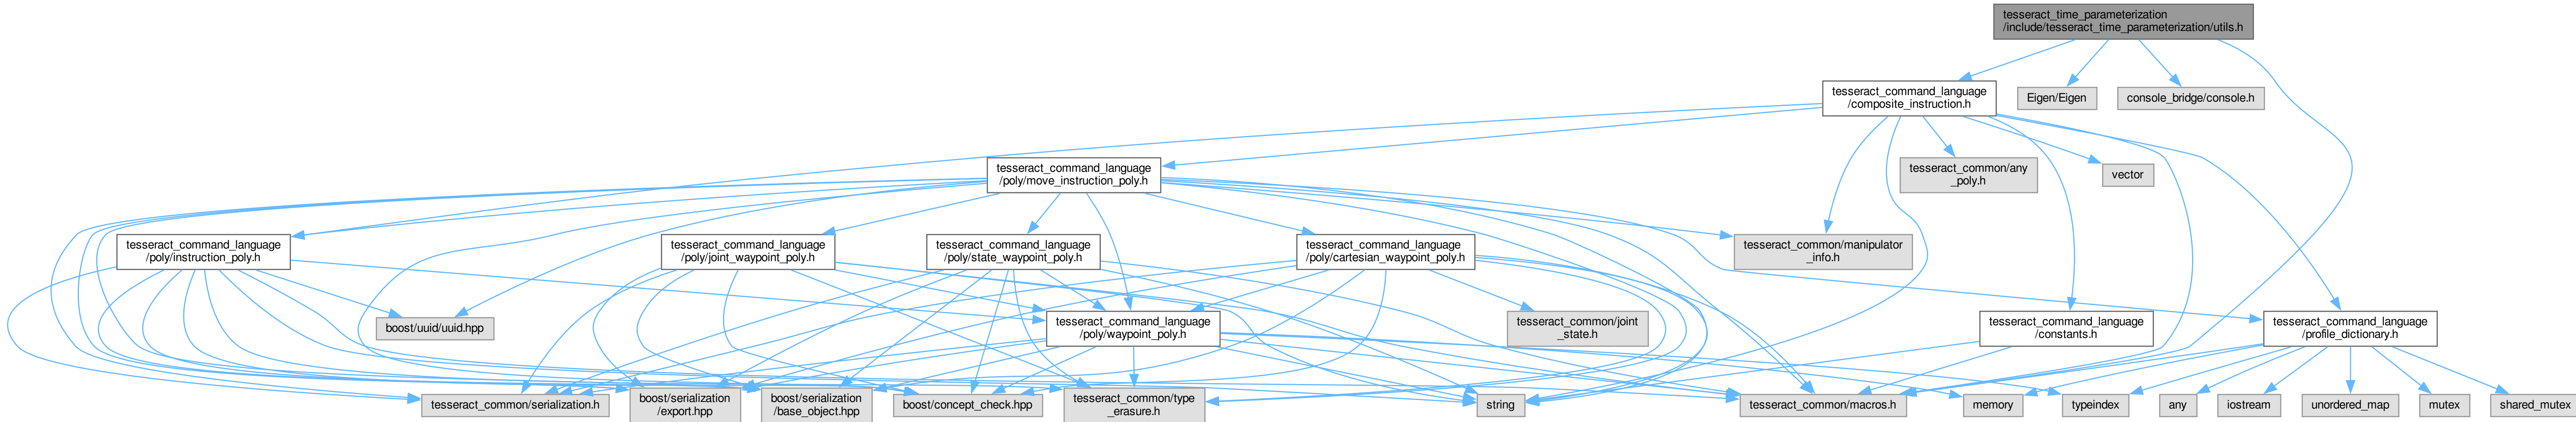 tesseract_time_parameterization
/include/tesseract_time_parameterization/utils.h
tesseract_command_language
/composite_instruction.h
Eigen/Eigen
console_bridge/console.h
tesseract_command_language
/poly/move_instruction_poly.h
tesseract_common/any
_poly.h
vector
tesseract_command_language
/poly/instruction_poly.h
tesseract_command_language
/poly/joint_waypoint_poly.h
tesseract_command_language
/poly/state_waypoint_poly.h
tesseract_command_language
/poly/cartesian_waypoint_poly.h
tesseract_common/manipulator
_info.h
boost/uuid/uuid.hpp
tesseract_command_language
/poly/waypoint_poly.h
tesseract_common/joint
_state.h
tesseract_command_language
/constants.h
tesseract_command_language
/profile_dictionary.h
tesseract_common/serialization.h
boost/serialization
/export.hpp
boost/serialization
/base_object.hpp
boost/concept_check.hpp
tesseract_common/type
_erasure.h
string
tesseract_common/macros.h
memory
typeindex
any
iostream
unordered_map
mutex
shared_mutex